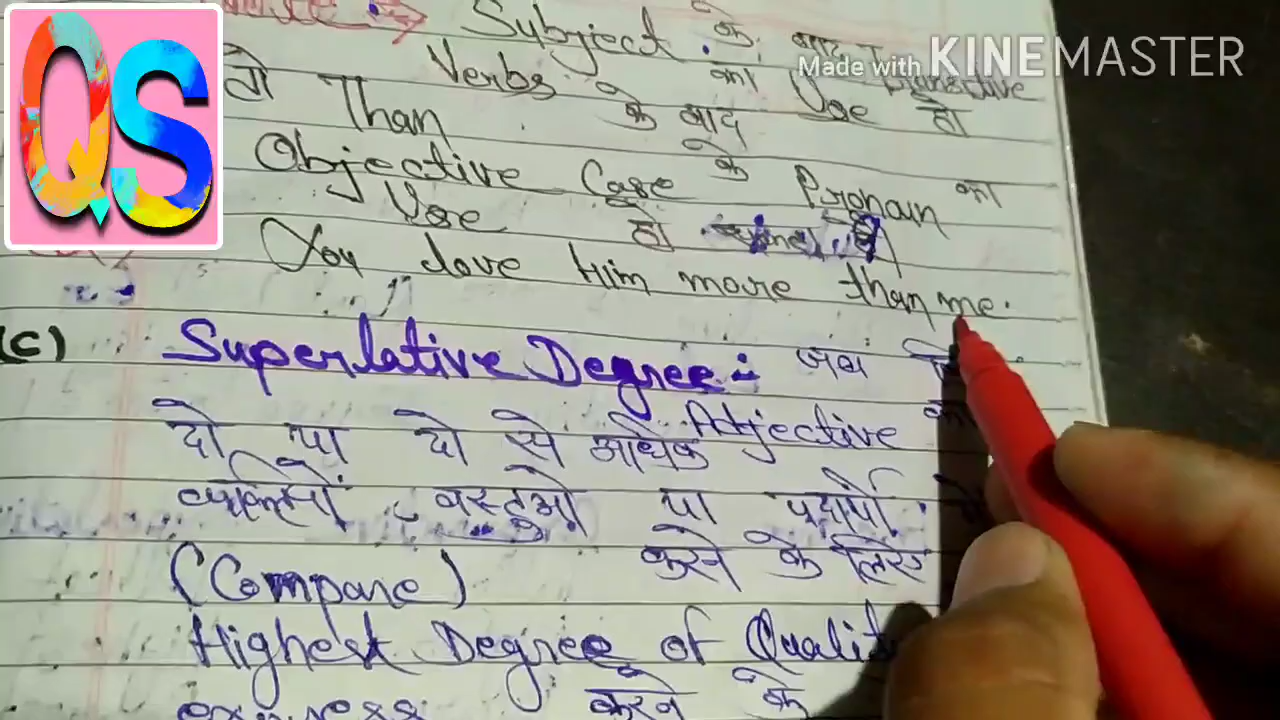 QS
Made with KINEMASTER
Subject के बाद Transitive
Verbs का Use हो
तो Than के बाद
Objective Case के Pronoun का
Use हो
You love Him more than me.
(C) Superlative Degree :- जब
Adjective का
दो या दो से अधिक
व्यक्तियों, वस्तुओं या पदार्थो
(Compare) करने के लिए
Highest Degree of Quality
express करने के